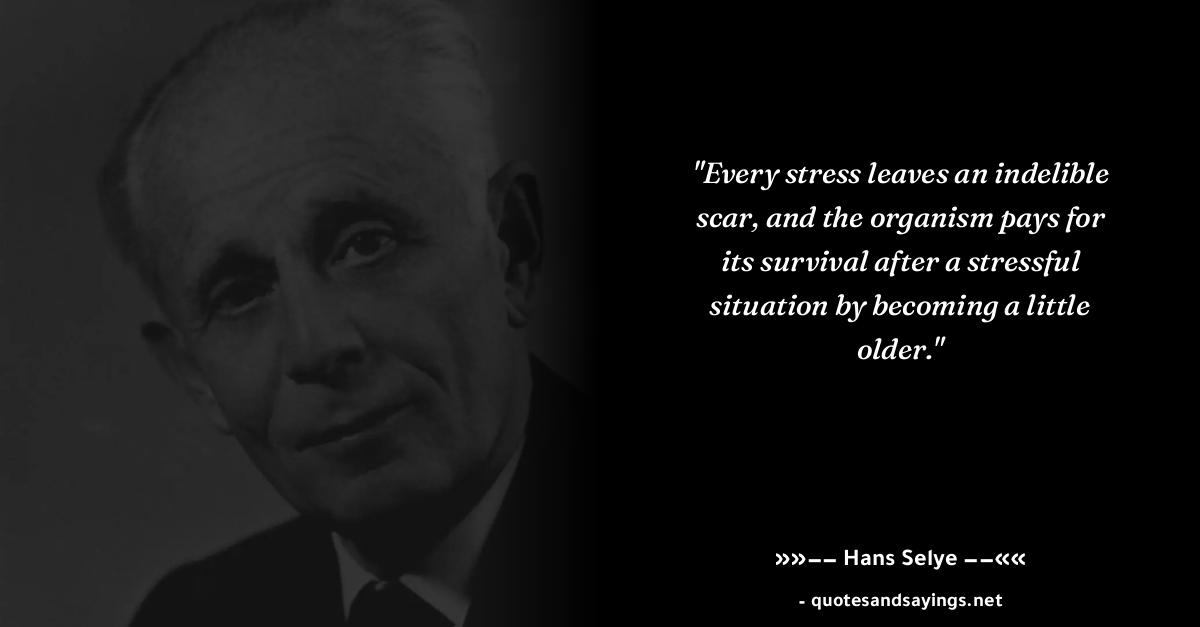 "Every stress leaves an indelible
scar, and the organism pays for
its survival after a stressful
situation by becoming a little
older."
»»–– Hans Selye ––««
- quotesandsayings.net